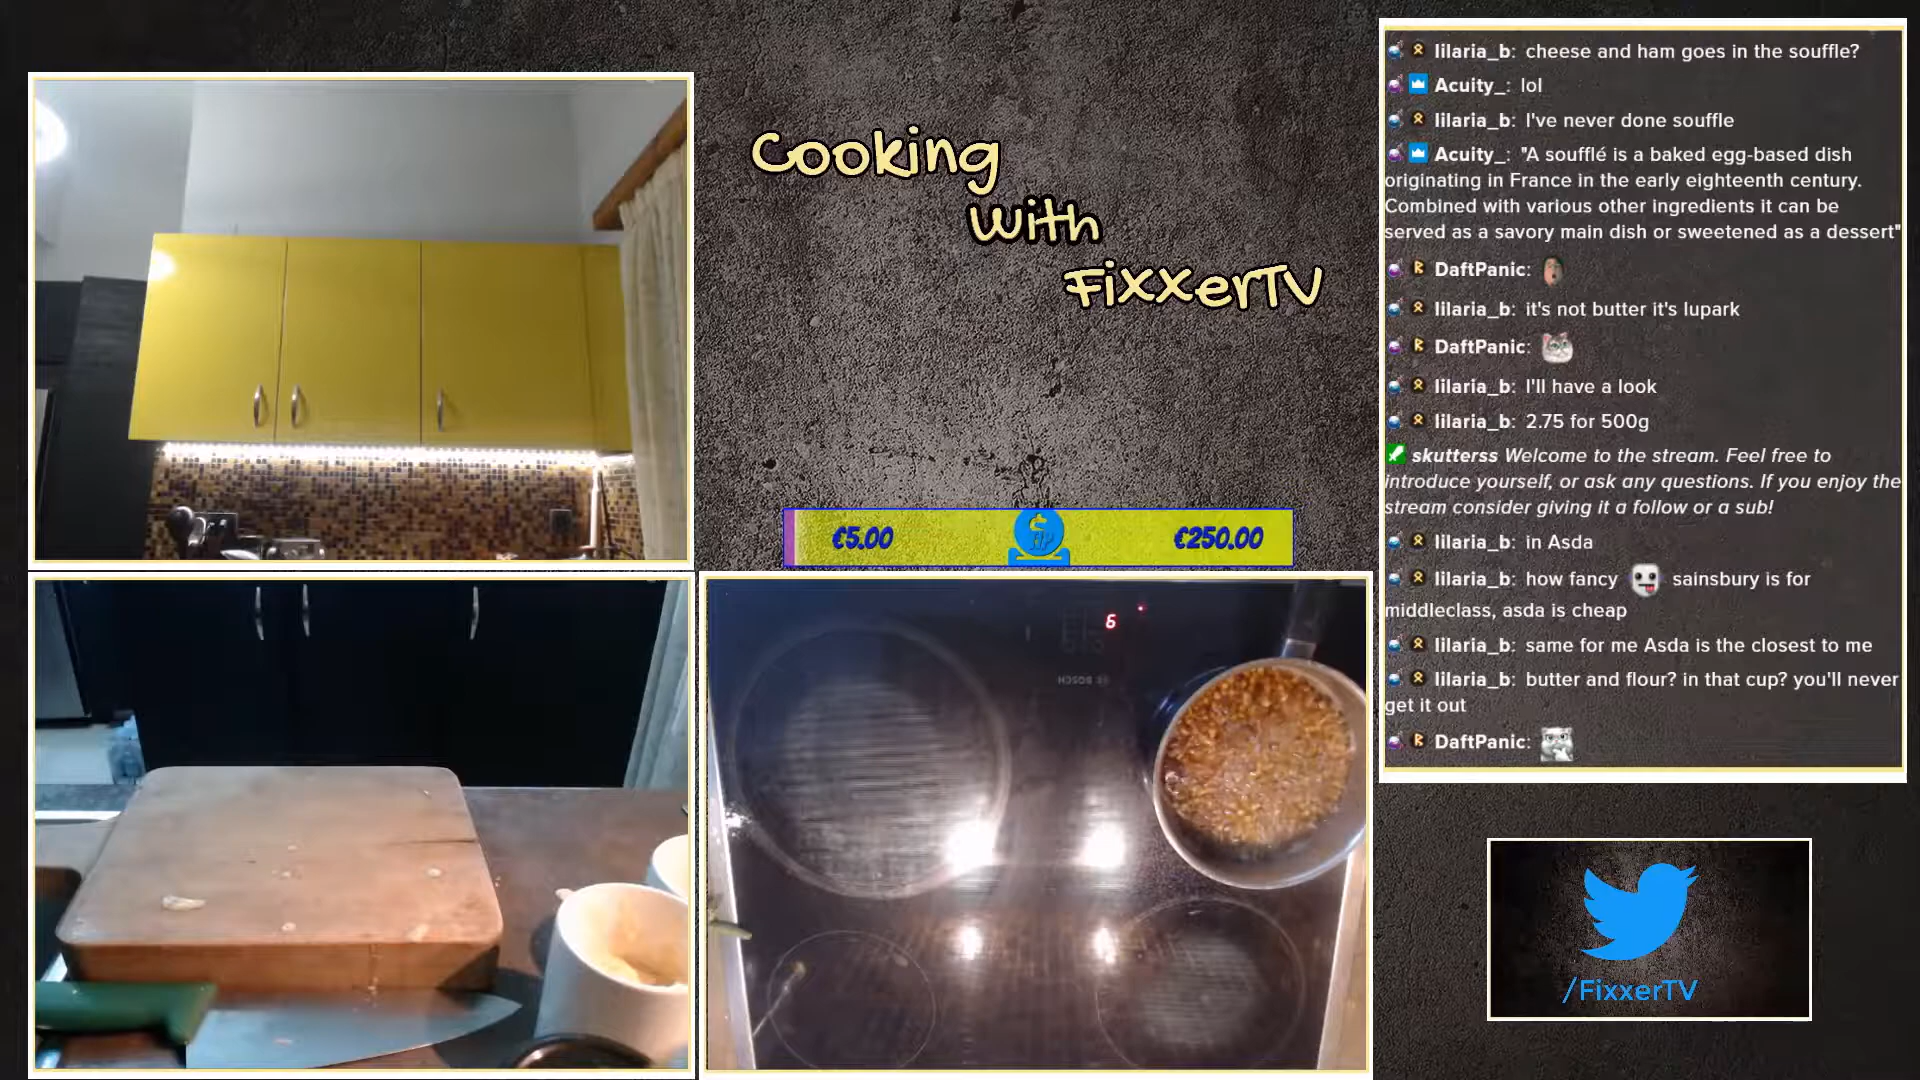 Cooking
With
FixxerTV
€5.00
TIP
€250.00
6
BOSCH
lilaria_b: cheese and ham goes in the souffle?
Acuity_: lol
lilaria_b: I've never done souffle
Acuity_: "A soufflé is a baked egg-based dish
originating in France in the early eighteenth century.
Combined with various other ingredients it can be
served as a savory main dish or sweetened as a dessert"
DaftPanic:
lilaria_b: it's not butter it's lupark
DaftPanic:
lilaria_b: I'll have a look
lilaria_b: 2.75 for 500g
skutterss Welcome to the stream. Feel free to
introduce yourself, or ask any questions. If you enjoy the
stream consider giving it a follow or a sub!
lilaria_b: in Asda
lilaria_b: how fancy sainsbury is for
middleclass, asda is cheap
lilaria_b: same for me Asda is the closest to me
lilaria_b: butter and flour? in that cup? you'll never
get it out
DaftPanic:
/FixxerTV